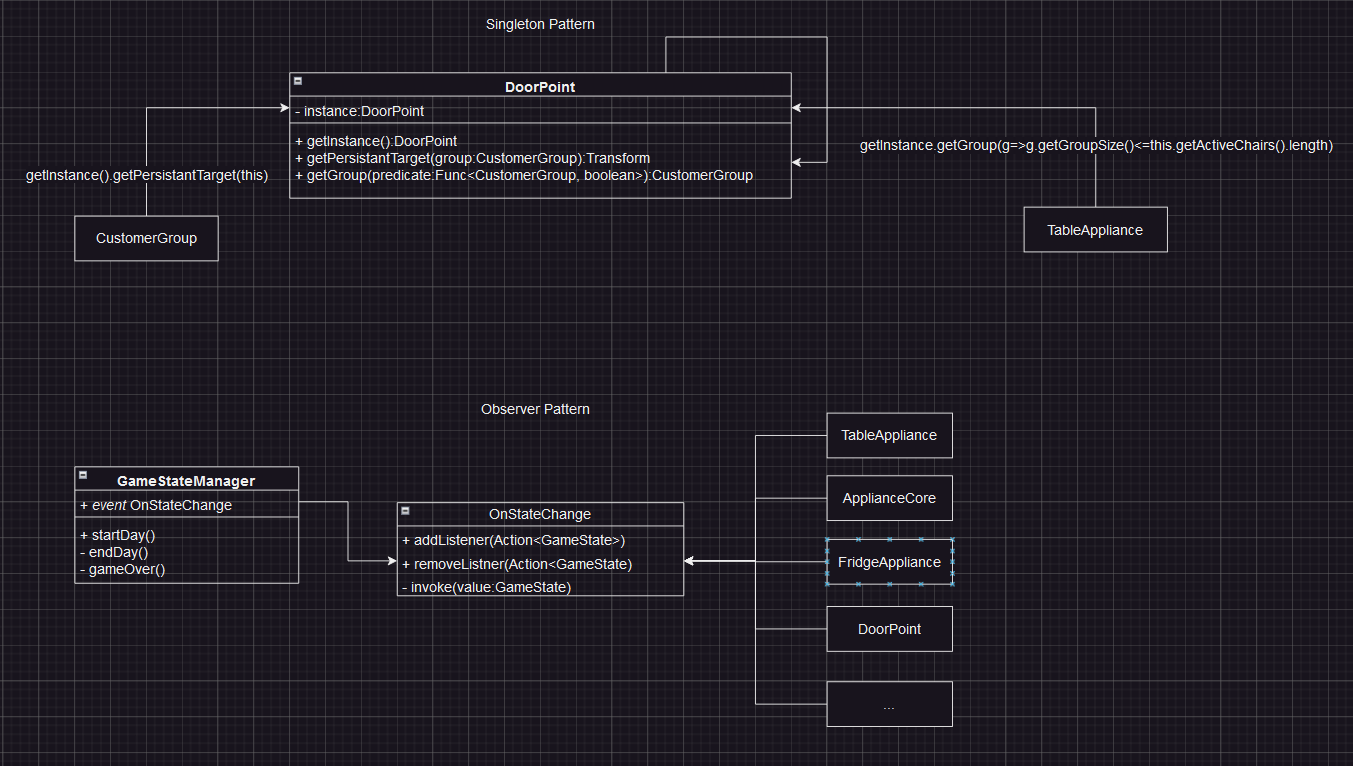 Singleton Pattern
DoorPoint
- instance:DoorPoint
+ getInstance():DoorPoint
+ getPersistantTarget(group:CustomerGroup):Transform
+ getGroup(predicate:Func<CustomerGroup, boolean>):CustomerGroup
getInstance().getPersistantTarget(this)
CustomerGroup
getInstance.getGroup(g=>g.getGroupSize()<=this.getActiveChairs().length)
TableAppliance
Observer Pattern
GameStateManager
+ event OnStateChange
+ startDay()
- endDay()
- gameOver()
OnStateChange
+ addListener(Action<GameState>)
+ removeListner(Action<GameState)
- invoke(value:GameState)
TableAppliance
ApplianceCore
FridgeAppliance
DoorPoint
...